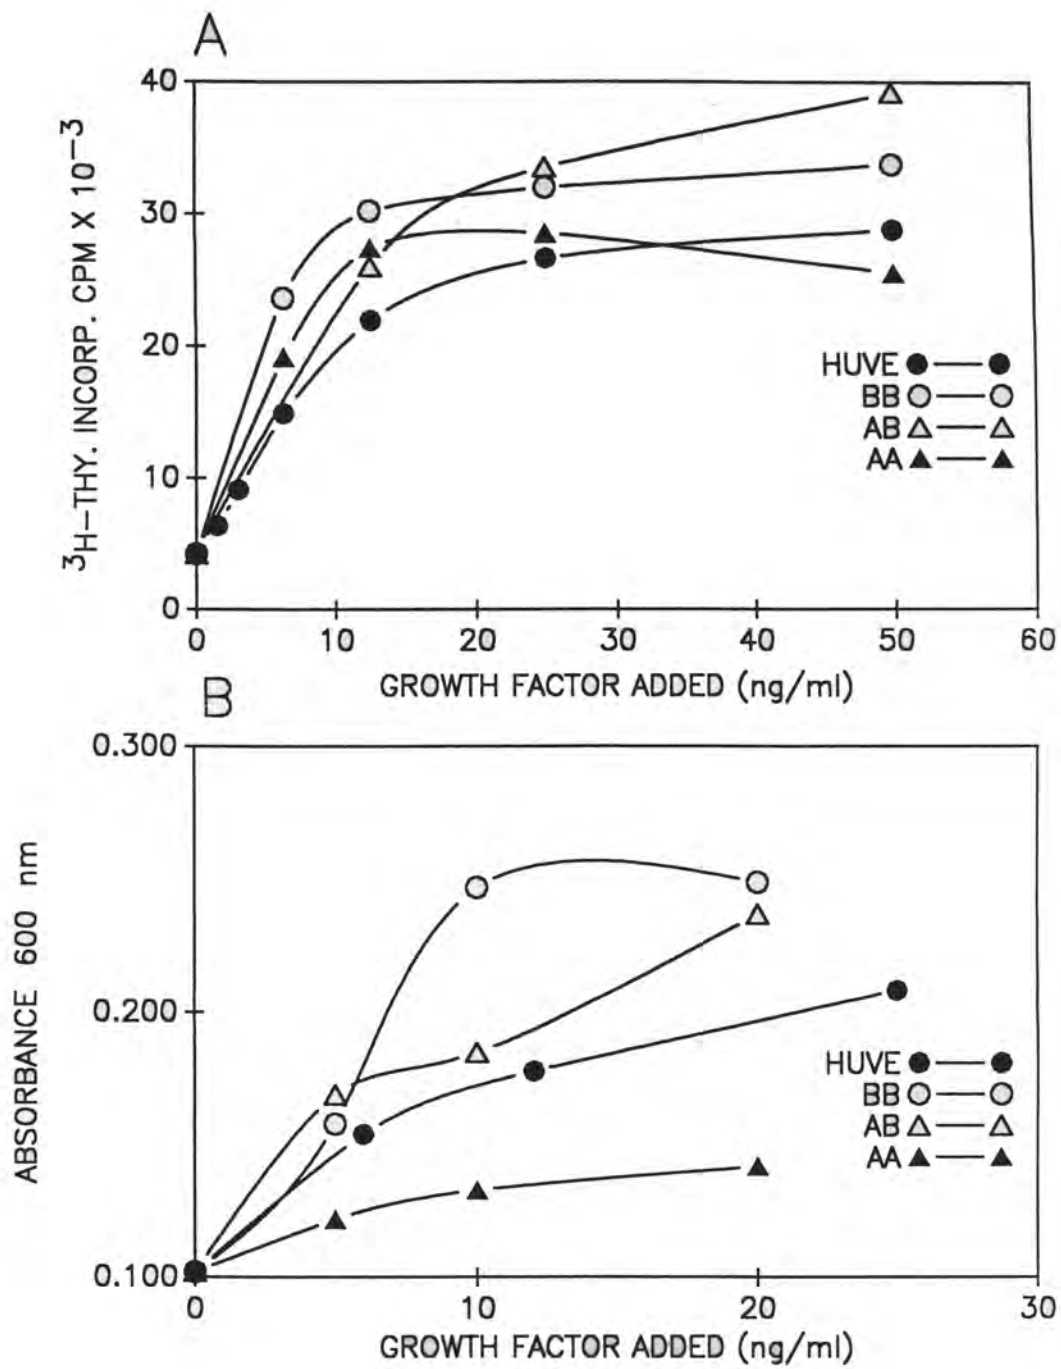 A
40
30
20
10
0
³H-THY. INCORP. CPM X 10⁻³
HUVE
BB
AB
AA
0 10 20 30 40 50 60
GROWTH FACTOR ADDED (ng/ml)
B
0.300
0.200
0.100
ABSORBANCE 600 nm
HUVE
BB
AB
AA
0 10 20 30
GROWTH FACTOR ADDED (ng/ml)